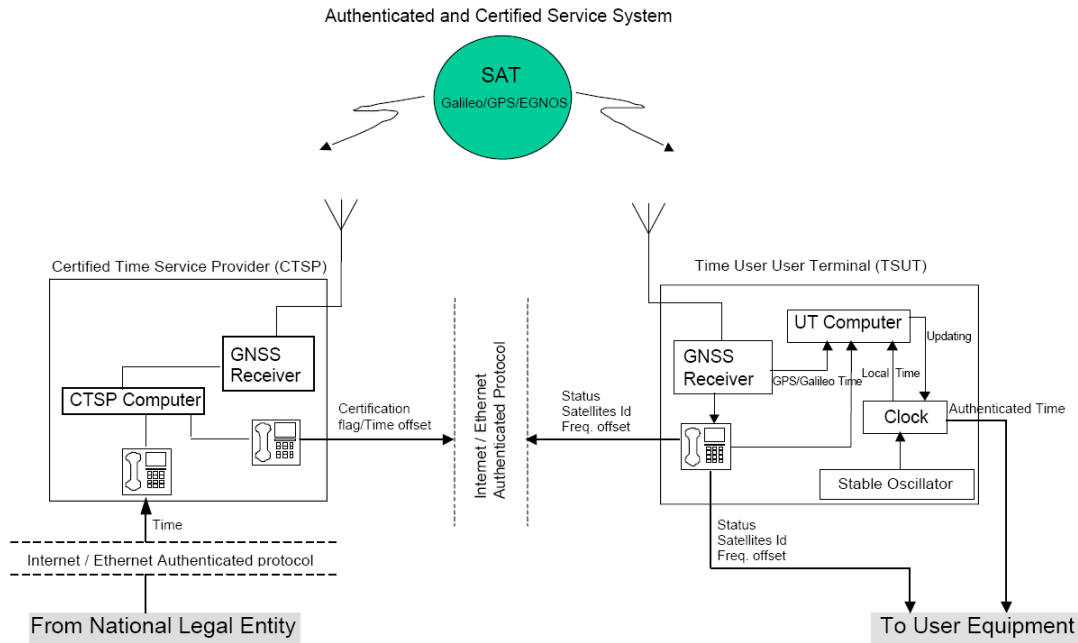 Authenticated and Certified Service System
SAT
Galileo/GPS/EGNOS
Certified Time Service Provider (CTSP)
GNSS
Receiver
CTSP Computer
Certification
flag/Time offset
Time
Internet / Ethernet Authenticated protocol
From National Legal Entity
Internet / Ethernet
Authenticated Protocol
Time User User Terminal (TSUT)
UT Computer
Updating
GNSS
Receiver
GPS/Galileo Time
Local Time
Status
Satellites Id
Freq. offset
Clock
Authenticated Time
Stable Oscillator
Status
Satellites Id
Freq. offset
To User Equipment